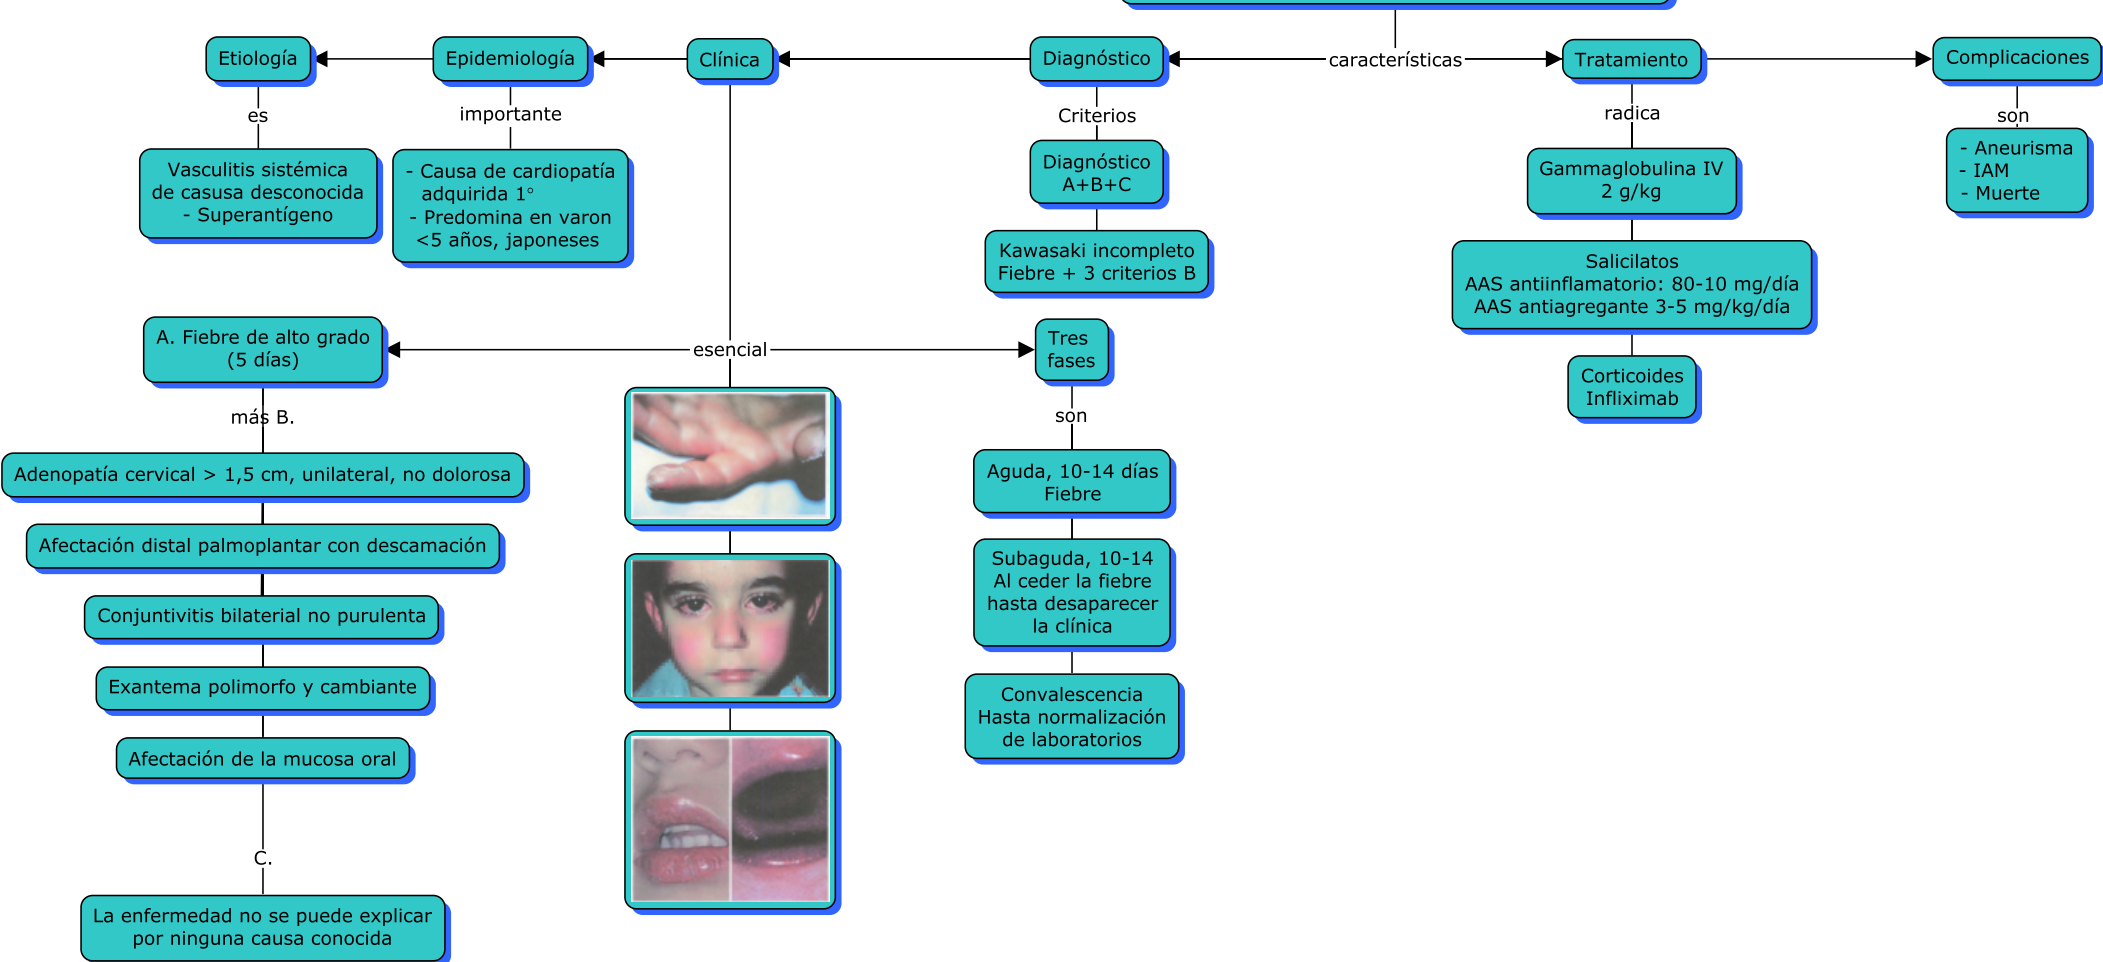 Etiología
Epidemiología
Clínica
Diagnóstico
características
Tratamiento
Complicaciones
es
Vasculitis sistémica
de casusa desconocida
- Superantígeno
importante
- Causa de cardiopatía
adquirida 1°
- Predomina en varon
<5 años, japoneses
Criterios
Diagnóstico
A+B+C
Kawasaki incompleto
Fiebre + 3 criterios B
radica
Gammaglobulina IV
2 g/kg
Salicilatos
AAS antiinflamatorio: 80-10 mg/día
AAS antiagregante 3-5 mg/kg/día
Corticoides
Infliximab
son
- Aneurisma
- IAM
- Muerte
esencial
A. Fiebre de alto grado
(5 días)
más B.
Adenopatía cervical > 1,5 cm, unilateral, no dolorosa
Afectación distal palmoplantar con descamación
Conjuntivitis bilaterial no purulenta
Exantema polimorfo y cambiante
Afectación de la mucosa oral
C.
La enfermedad no se puede explicar
por ninguna causa conocida
Tres
fases
son
Aguda, 10-14 días
Fiebre
Subaguda, 10-14
Al ceder la fiebre
hasta desaparecer
la clínica
Convalescencia
Hasta normalización
de laboratorios